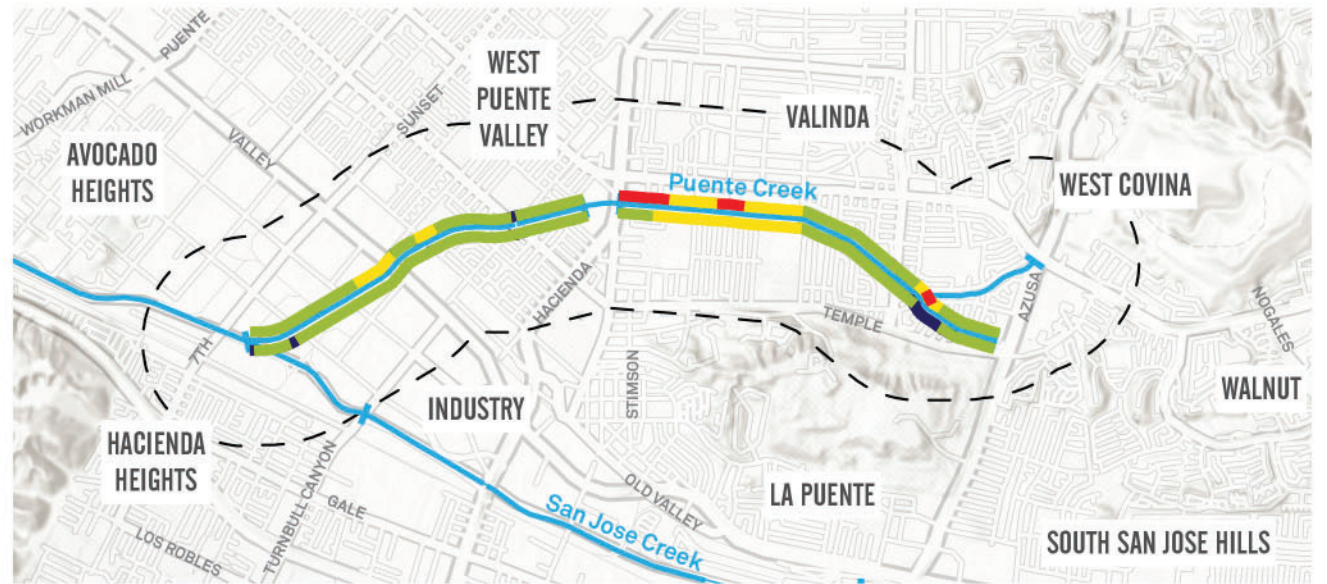 PUENTE
WORKMAN MILL
WEST
PUENTE
VALLEY
SUNSET
VALLEY
VALINDA
AVOCADO
HEIGHTS
Puente Creek
WEST COVINA
HACIENDA
AZUSA
NOGALES
TEMPLE
7TH
STIMSON
WALNUT
INDUSTRY
HACIENDA
HEIGHTS
TURNBULL CANYON
GALE
LOS ROBLES
OLD VALLEY
San Jose Creek
LA PUENTE
SOUTH SAN JOSE HILLS